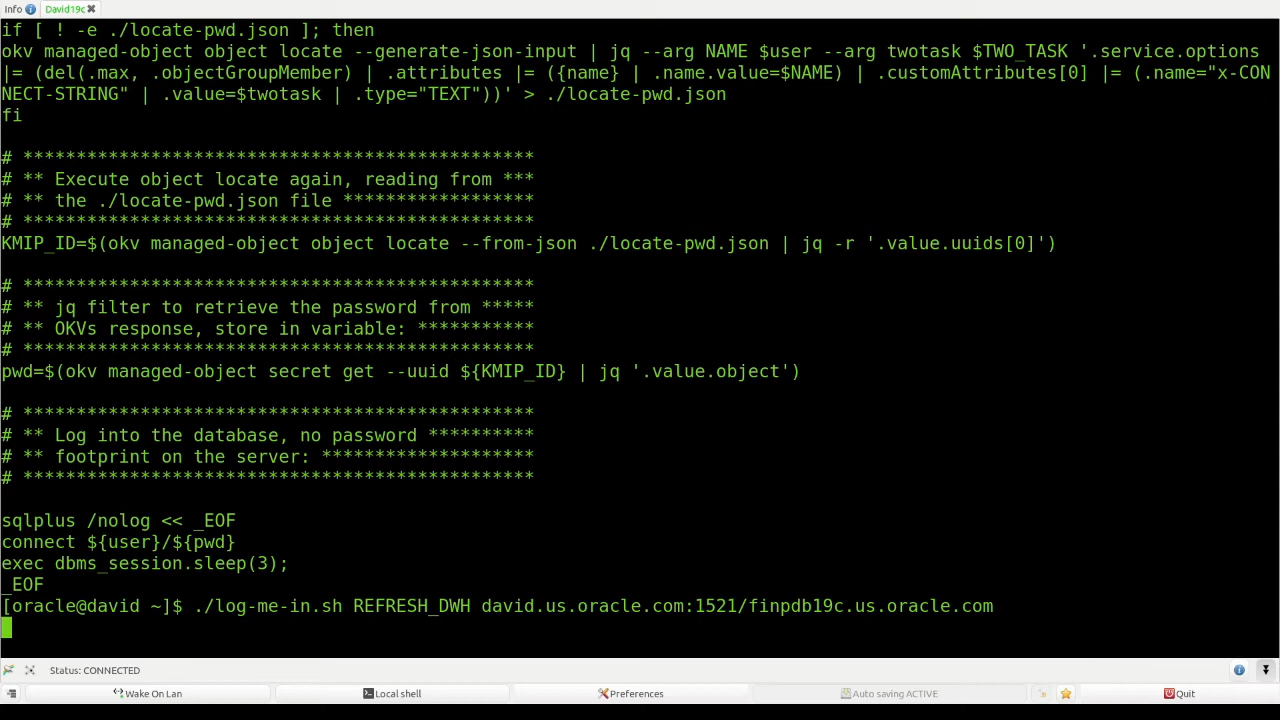 Info David19c
if [ ! -e ./locate-pwd.json ]; then
okv managed-object object locate --generate-json-input | jq --arg NAME $user --arg twotask $TWO_TASK '.service.options
|= (del(.max, .objectGroupMember) | .attributes |= ({name} | .name.value=$NAME) | .customAttributes[0] |= (.name="x-CON
NECT-STRING" | .value=$twotask | .type="TEXT"))' > ./locate-pwd.json
fi
# ************************************************
# ** Execute object locate again, reading from ***
# ** the ./locate-pwd.json file ******************
# ************************************************
KMIP_ID=$(okv managed-object object locate --from-json ./locate-pwd.json | jq -r '.value.uuids[0]')
# ************************************************
# ** jq filter to retrieve the password from *****
# ** OKVs response, store in variable: ***********
# ************************************************
pwd=$(okv managed-object secret get --uuid ${KMIP_ID} | jq '.value.object')
# ************************************************
# ** Log into the database, no password **********
# ** footprint on the server: ********************
# ************************************************
sqlplus /nolog << _EOF
connect ${user}/${pwd}
exec dbms_session.sleep(3);
_EOF
[oracle@david ~]$ ./log-me-in.sh REFRESH_DWH david.us.oracle.com:1521/finpdb19c.us.oracle.com
Status: CONNECTED
Wake On Lan Local shell Preferences Auto saving ACTIVE Quit